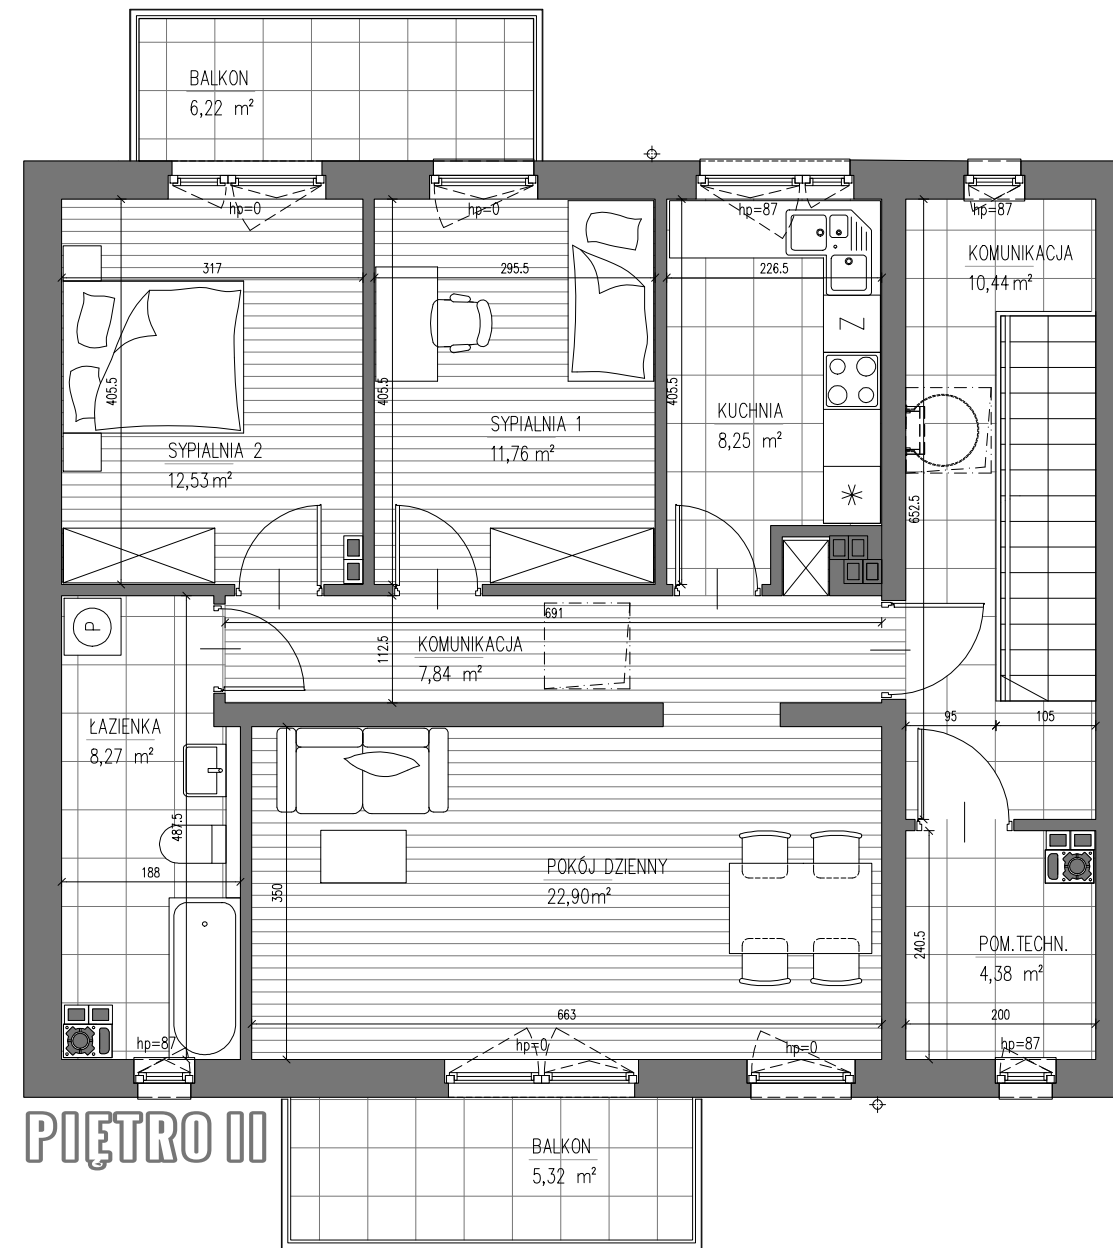 BALKON
6,22 m²
hp=0
hp=0
hp=87
hp=87
KOMUNIKACJA
10,44 m²
317
295.5
226.5
Z
405.5
405.5
405.5
KUCHNIA
8,25 m²
SYPIALNIA 1
11,76 m²
SYPIALNIA 2
12,53 m²
652.5
691
P
KOMUNIKACJA
7,84 m²
112.5
95
105
ŁAZIENKA
8,27 m²
487.5
188
350
POKÓJ DZIENNY
22,90m²
240.5
POM.TECHN.
4,38 m²
663
200
hp=87
hp=0
hp=0
hp=87
PIĘTRO II
BALKON
5,32 m²